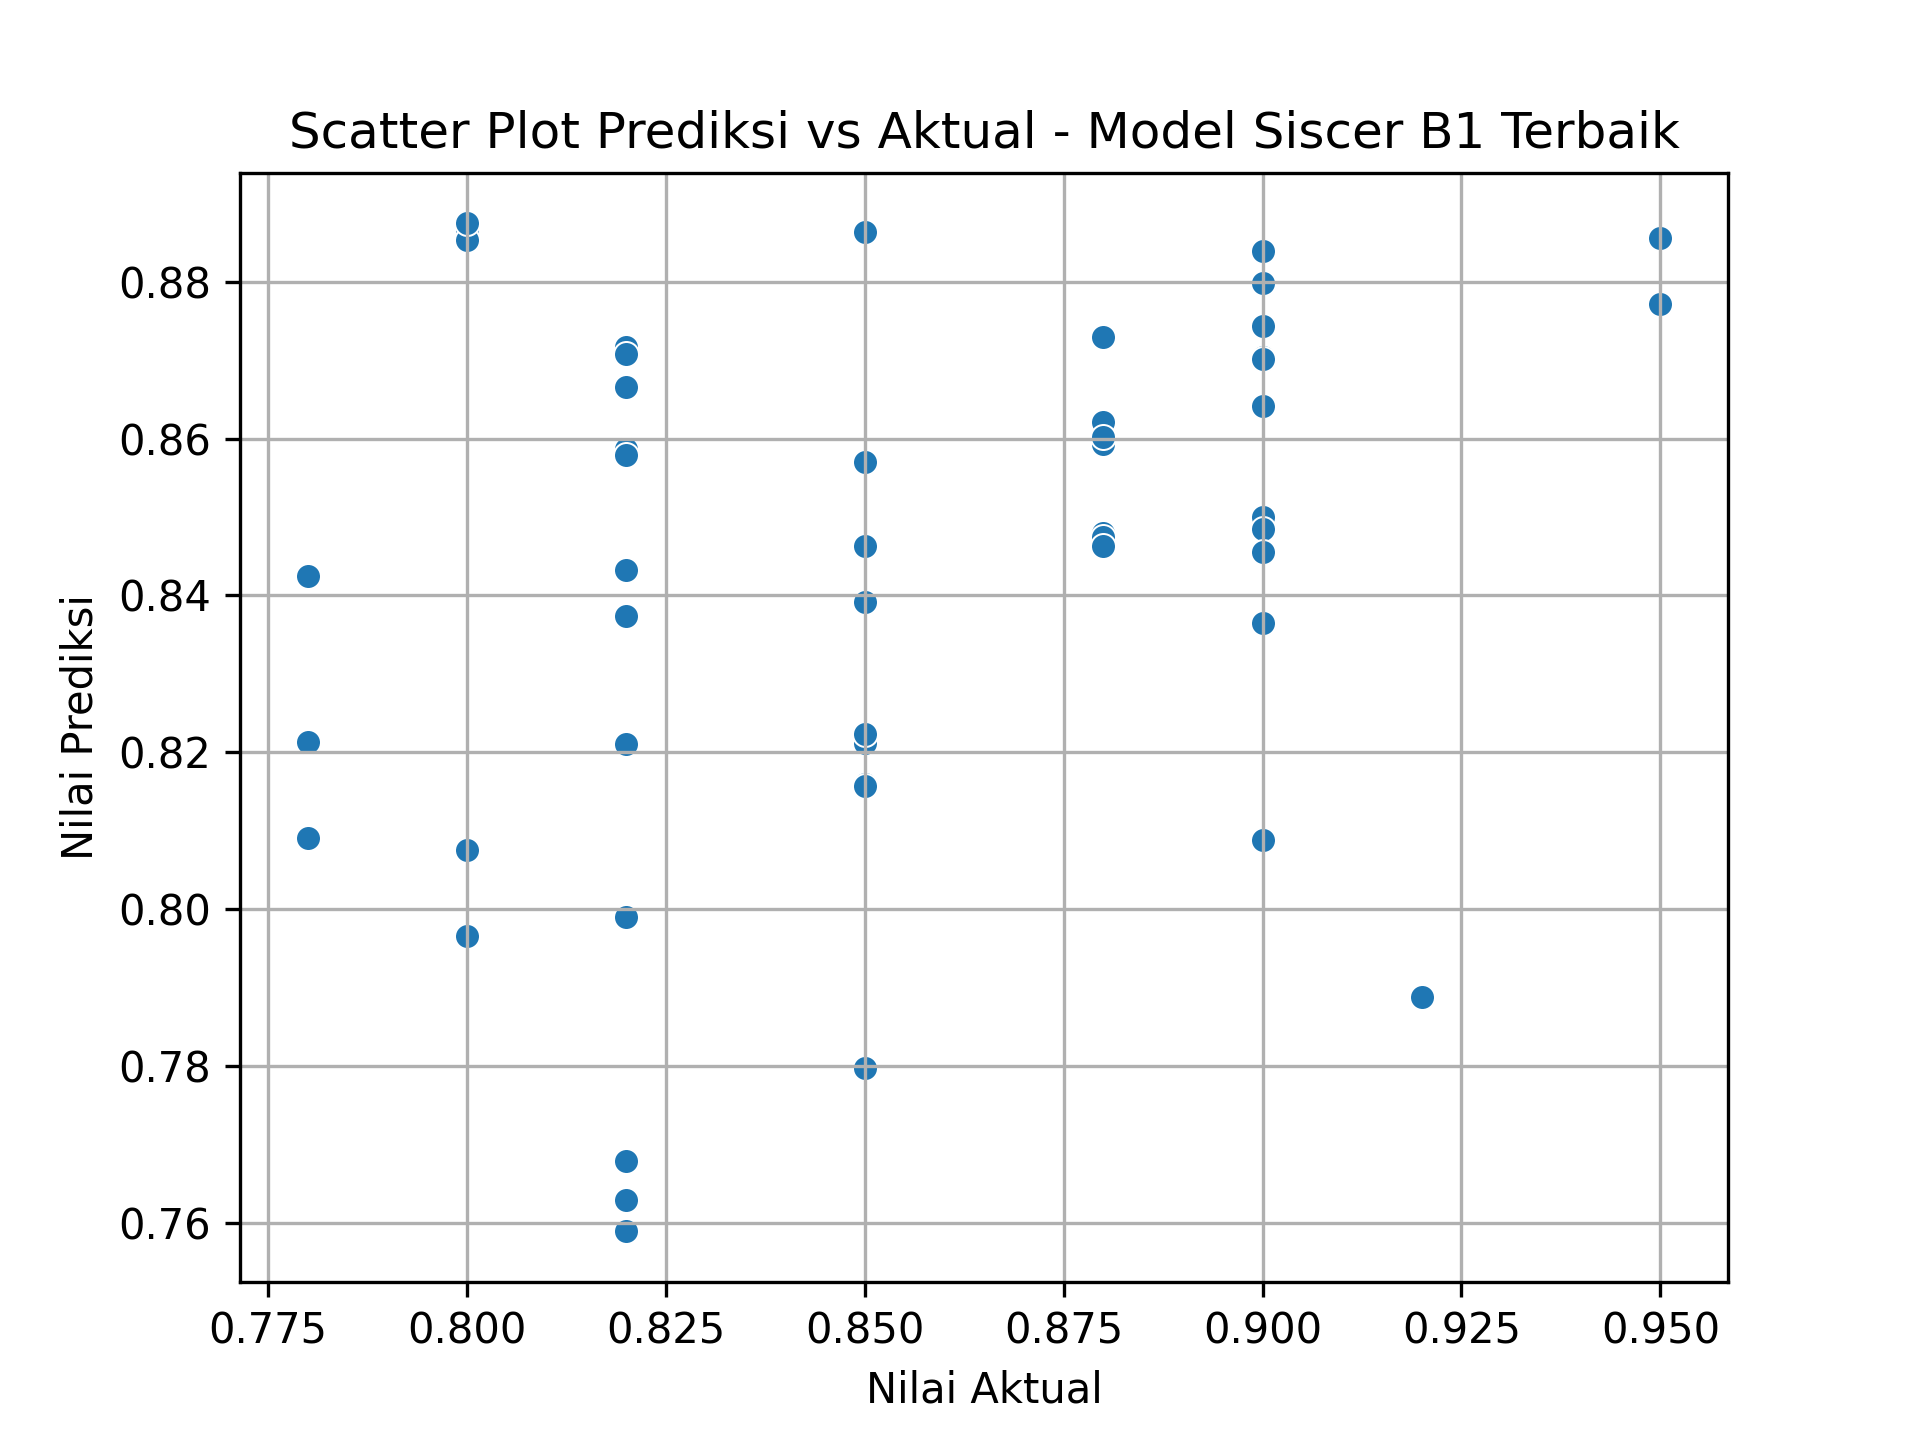 Scatter Plot Prediksi vs Aktual - Model Siscer B1 Terbaik
0.88
0.86
0.84
0.82
0.80
0.78
0.76
Nilai Prediksi
0.775 0.800 0.825 0.850 0.875 0.900 0.925 0.950
Nilai Aktual